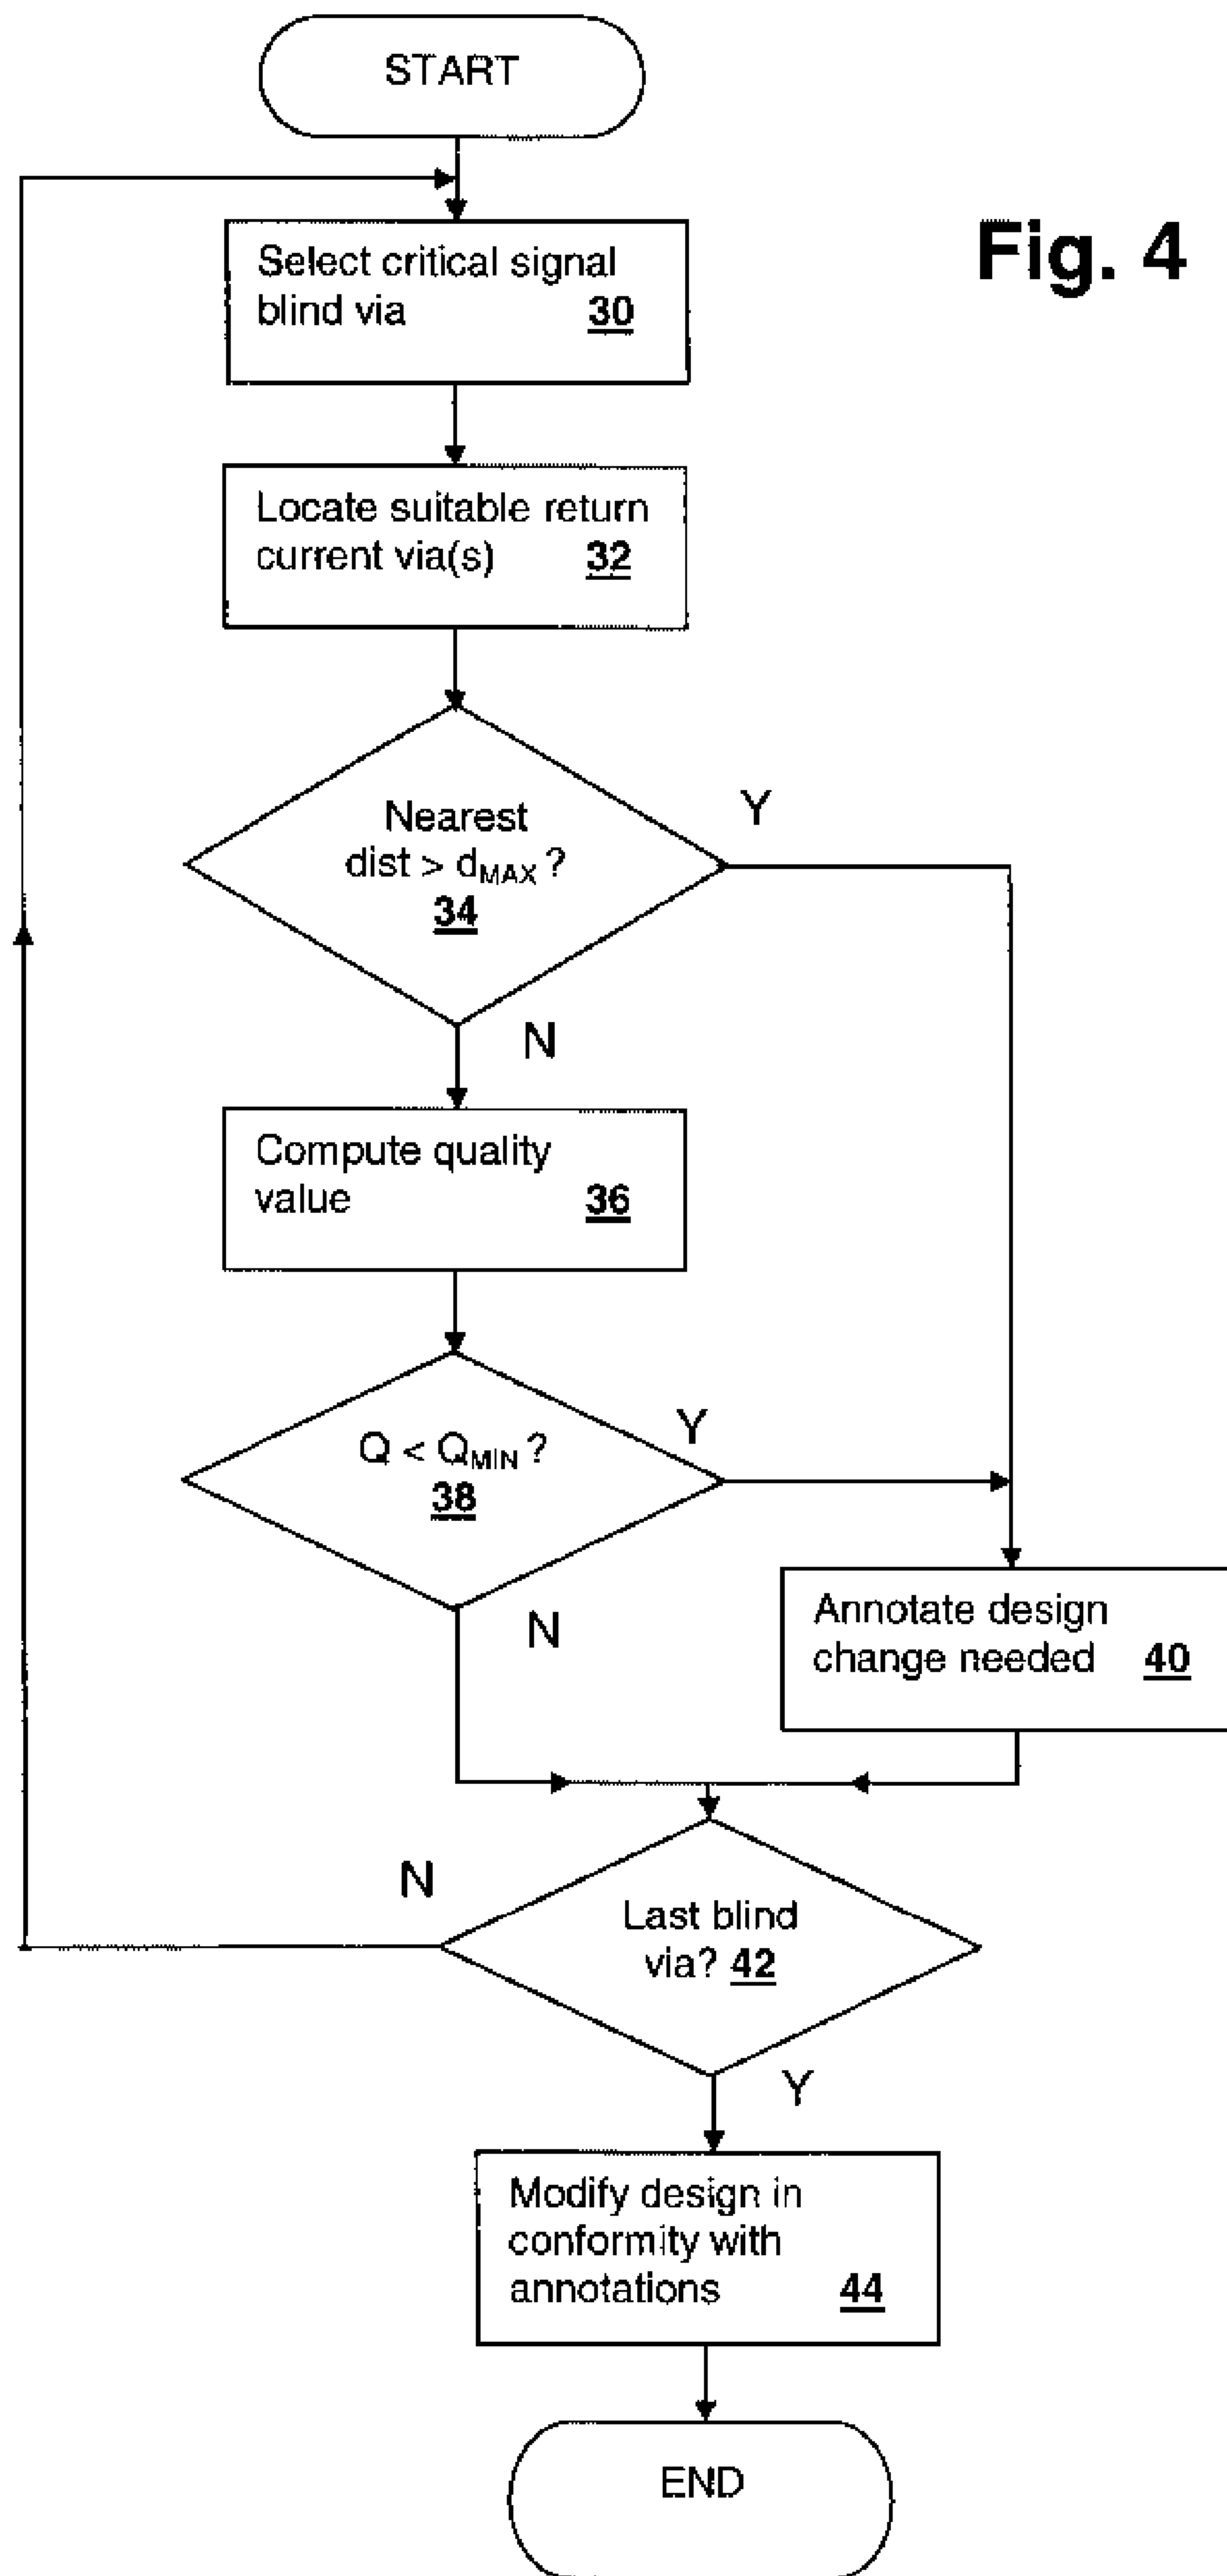 START
Fig. 4
Select critical signal
blind via 30
Locate suitable return
current via(s) 32
Nearest
dist > dMAX ?
34
Y
N
Compute quality
value 36
Q < QMIN ?
38
Y
N
Annotate design
change needed 40
N
Last blind
via? 42
Y
Modify design in
conformity with
annotations 44
END